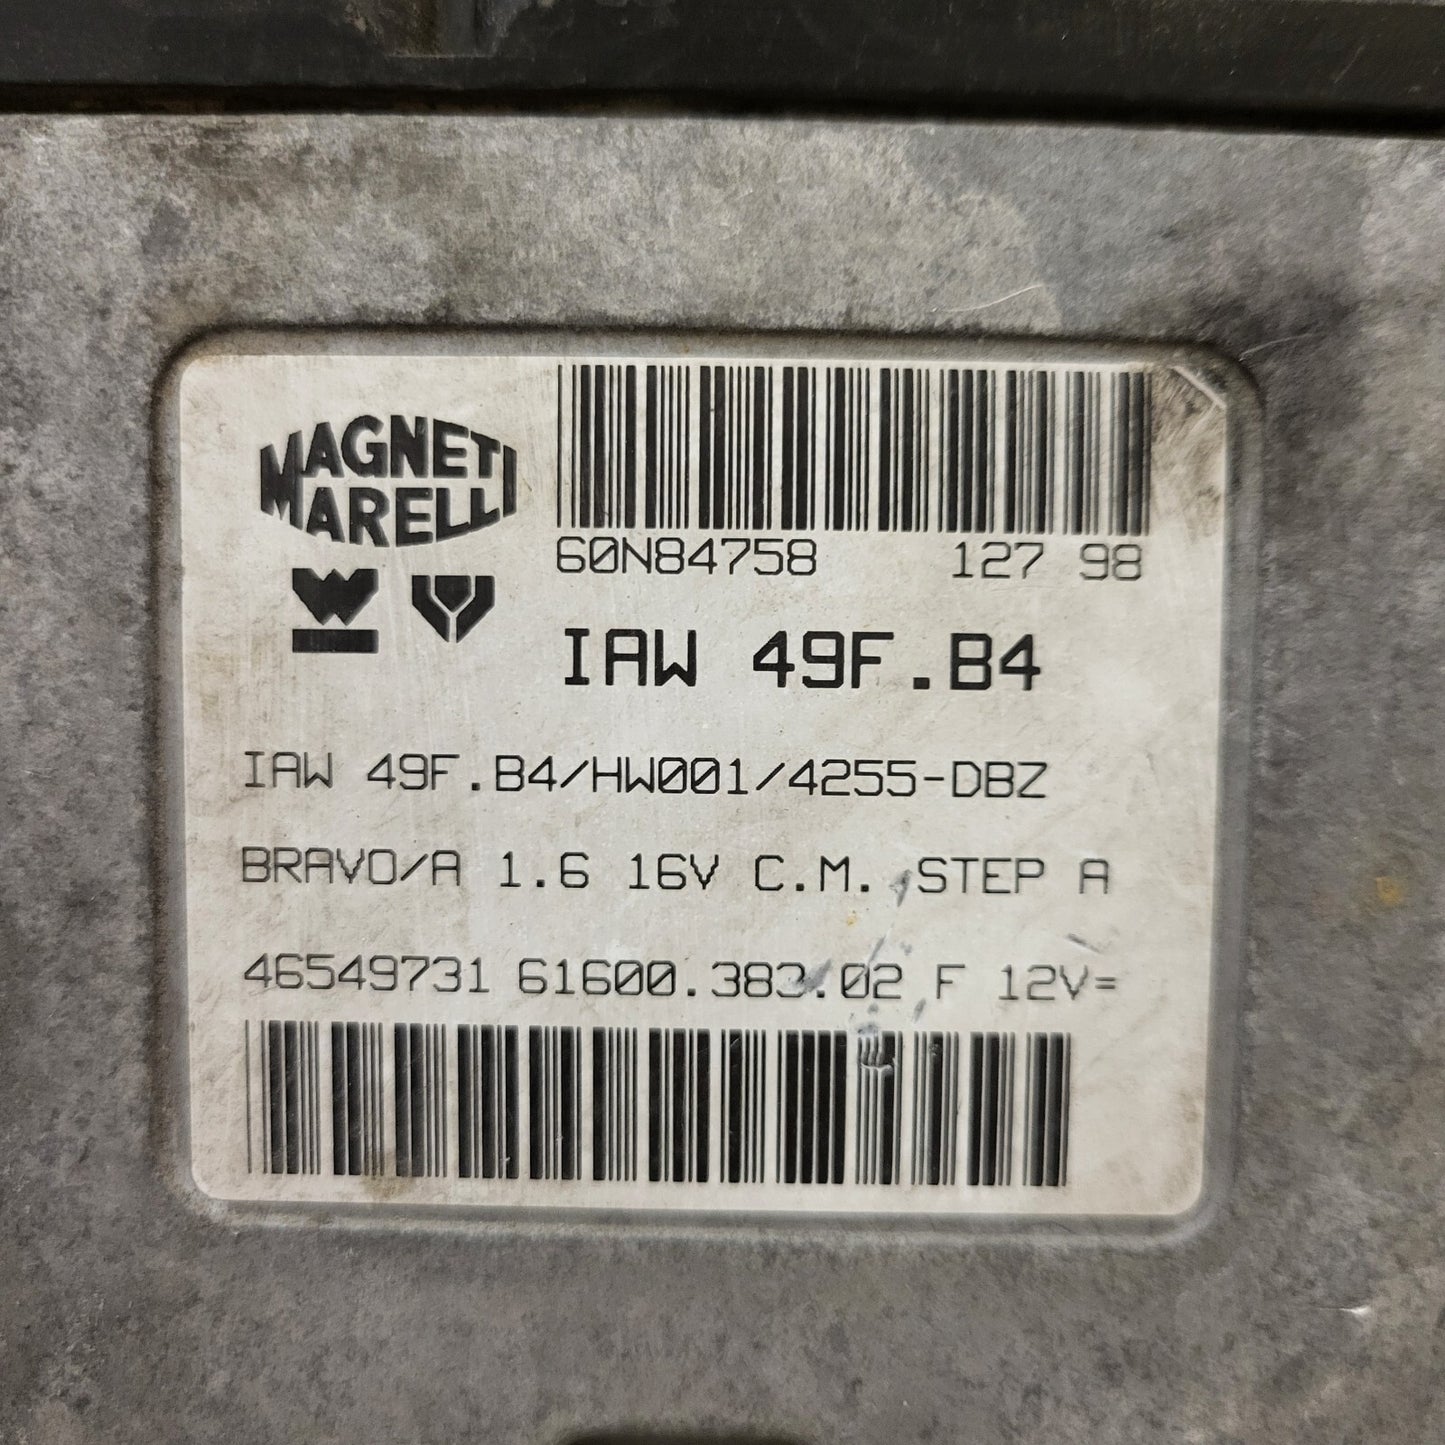 MAGNETI
MARELLI
60N84758 127 98
IAW 49F.B4
IAW 49F.B4/HW001/4255-DBZ
BRAVO/A 1.6 16V C.M. STEP A
46549731 61600.383.02 F 12V=